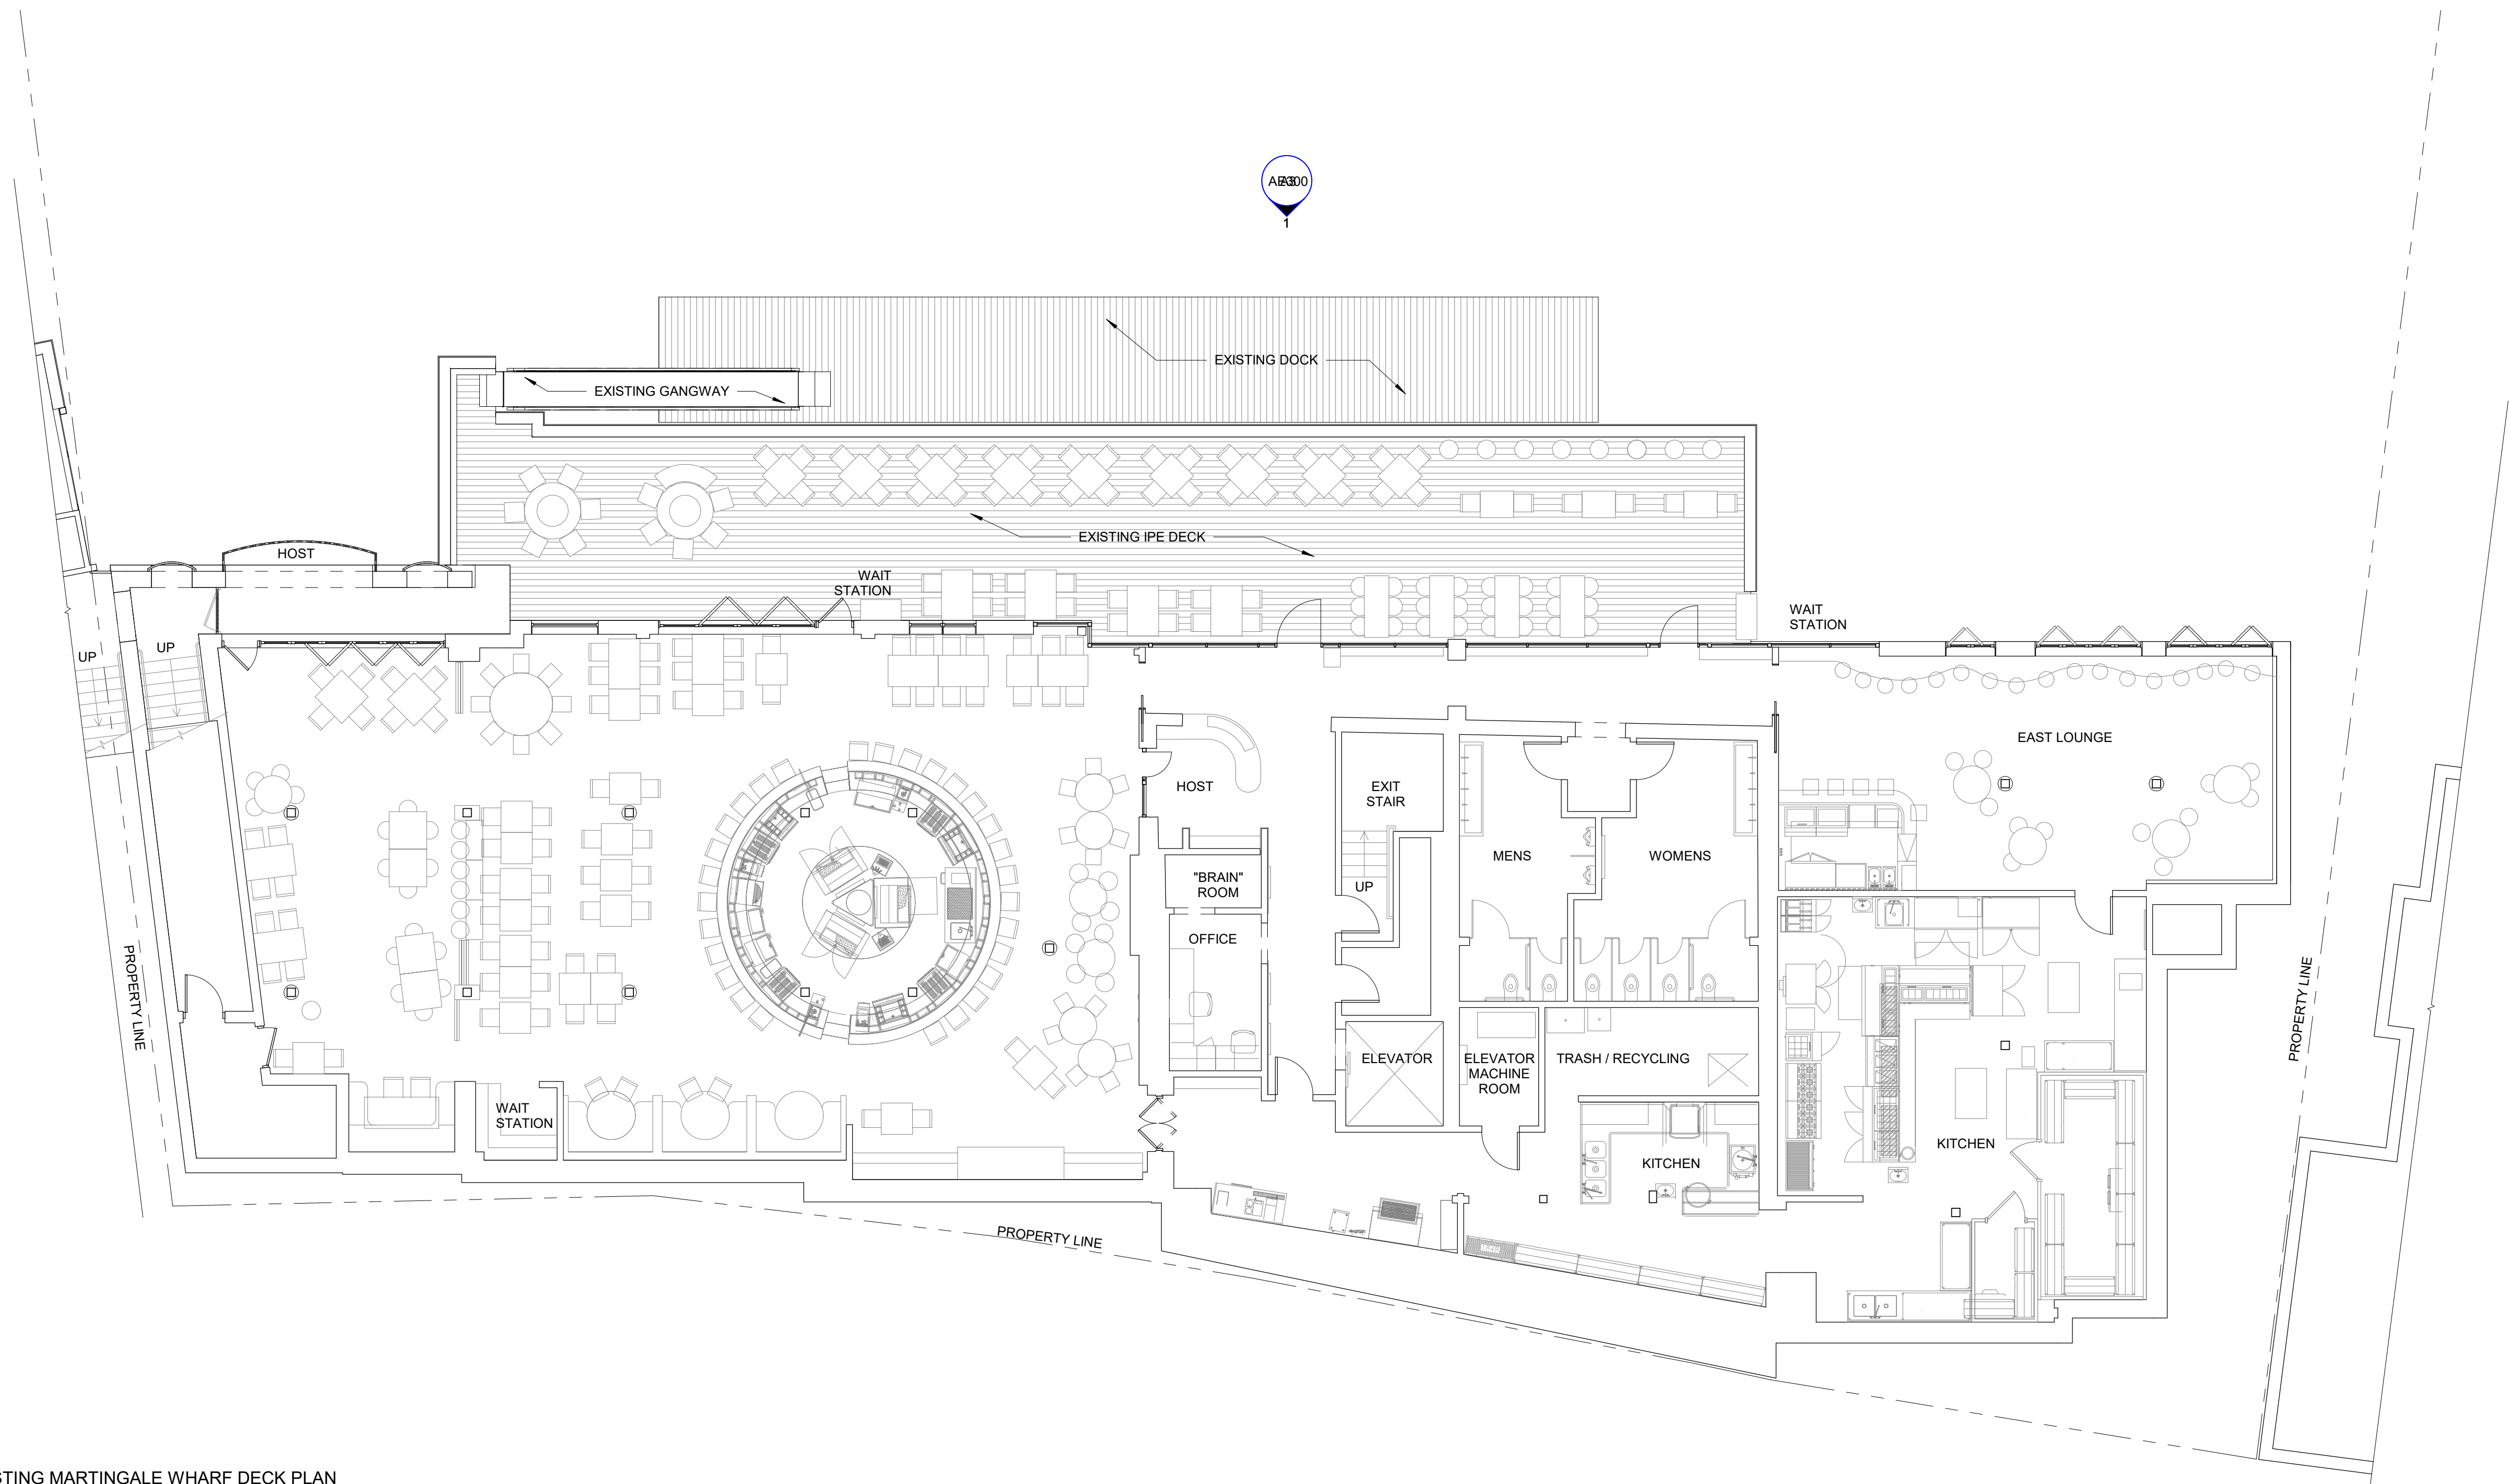 1
EXISTING DOCK
EXISTING GANGWAY
EXISTING IPE DECK
HOST
WAIT
STATION
WAIT
STATION
UP
UP
EAST LOUNGE
HOST
EXIT
STAIR
MENS
WOMENS
"BRAIN"
ROOM
UP
OFFICE
PROPERTY LINE
PROPERTY LINE
ELEVATOR
ELEVATOR
MACHINE
ROOM
TRASH / RECYCLING
WAIT
STATION
KITCHEN
KITCHEN
PROPERTY LINE
STING MARTINGALE WHARF DECK PLAN